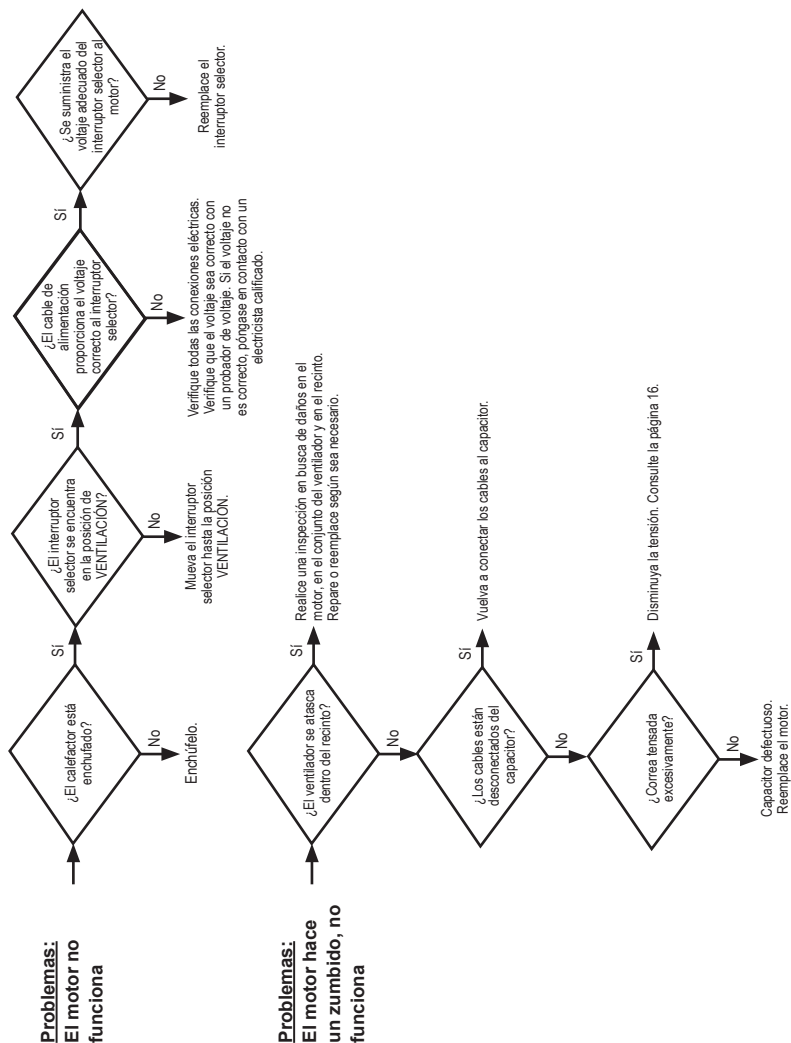 Problemas:
El motor no
funciona
¿El calefactor está
enchufado?
Sí
No
Enchúfelo.
¿El interruptor
selector se encuentra
en la posición de
VENTILACIÓN?
Sí
No
Mueva el interruptor
selector hasta la posición
VENTILACIÓN.
¿El cable de
alimentación
proporciona el voltaje
correcto al interruptor
selector?
Sí
No
Verifique todas las conexiones eléctricas.
Verifique que el voltaje sea correcto con
un probador de voltaje. Si el voltaje no
es correcto, póngase en contacto con un
electricista calificado.
¿Se suministra el
voltaje adecuado del
interruptor selector al
motor?
No
Reemplace el
interruptor selector.
Problemas:
El motor hace
un zumbido, no
funciona
¿El ventilador se atasca
dentro del recinto?
Sí
Realice una inspección en busca de daños en el
motor, en el conjunto del ventilador y en el recinto.
Repare o reemplace según sea necesario.
No
¿Los cables están
desconectados del
capacitor?
Sí
Vuelva a conectar los cables al capacitor.
No
¿Correa tensada
excesivamente?
Sí
Disminuya la tensión. Consulte la página 16.
No
Capacitor defectuoso.
Reemplace el motor.